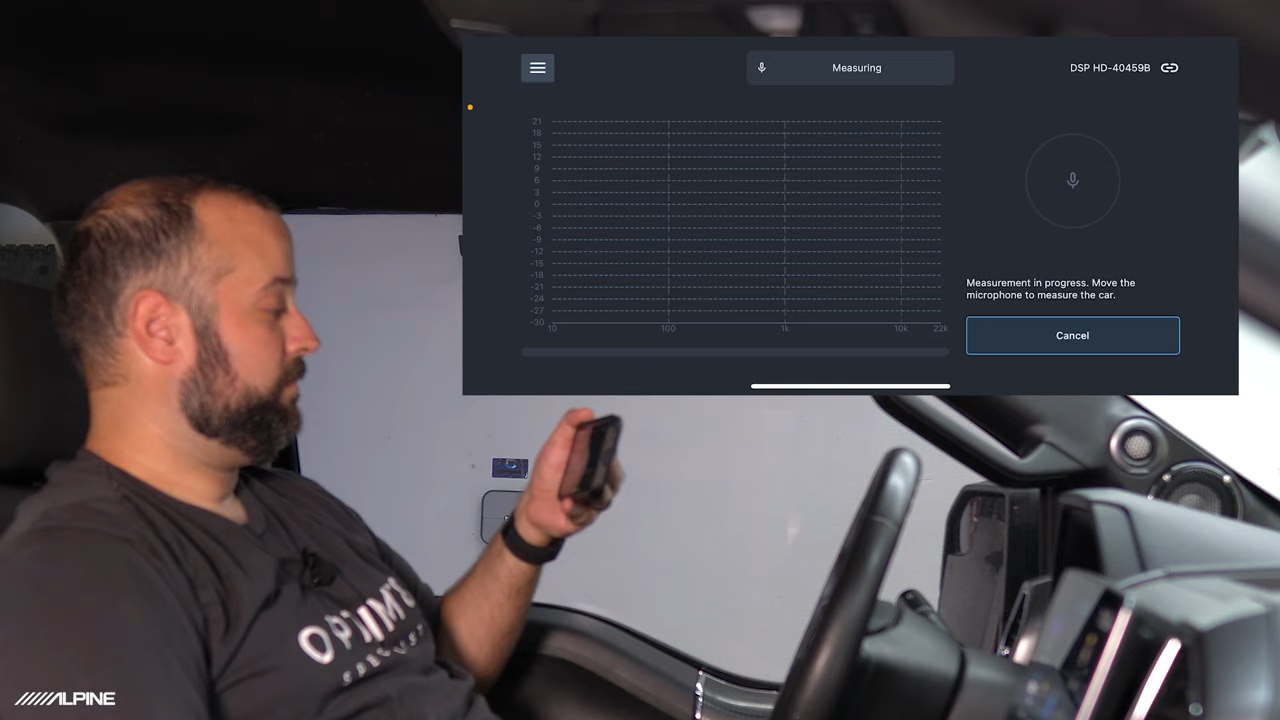 Measuring
DSP HD-40459B
21
18
15
12
9
6
3
0
-3
-6
-9
-12
-15
-18
-21
-24
-27
-30
10 100 1k 10k 22k
Measurement in progress. Move the
microphone to measure the car.
Cancel
ALPINE